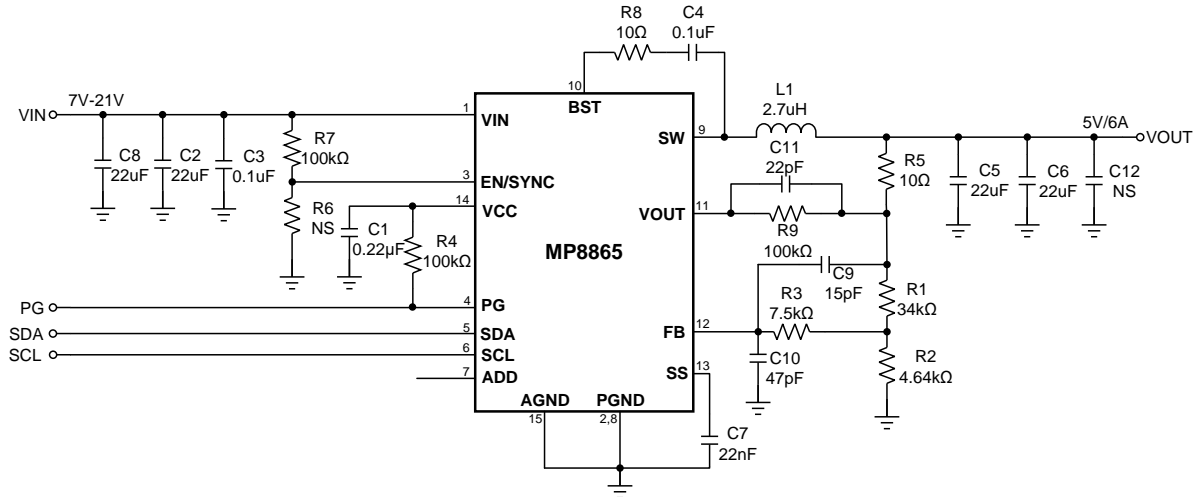 R8
10Ω
C4
0.1uF
10
BST
VIN
7V-21V
1
VIN
C8
22uF
C2
22uF
C3
0.1uF
R7
100kΩ
3
EN/SYNC
R6
NS
14
VCC
C1
0.22µF
R4
100kΩ
PG
4
PG
SDA
5
SDA
SCL
6
SCL
7
ADD
MP8865
AGND
15
PGND
2,8
SW
9
L1
2.7uH
5V/6A
VOUT
C11
22pF
R5
10Ω
C5
22uF
C6
22uF
C12
NS
VOUT
11
R9
100kΩ
C9
15pF
R1
34kΩ
R3
7.5kΩ
FB
12
C10
47pF
R2
4.64kΩ
SS
13
C7
22nF